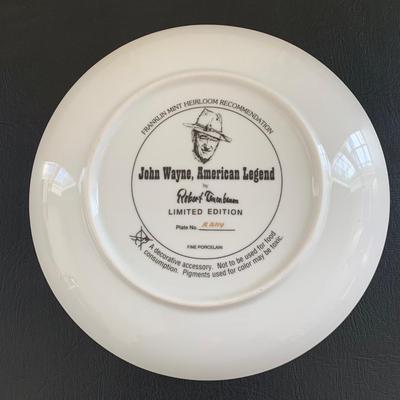 FRANKLIN MINT HEIRLOOM RECOMMENDATION
John Wayne, American Legend
by
Robert Tanenbaum
LIMITED EDITION
Plate No.
FINE PORCELAIN
A decorative accessory. Not to be used for food
consumption. Pigments used for color may be toxic.